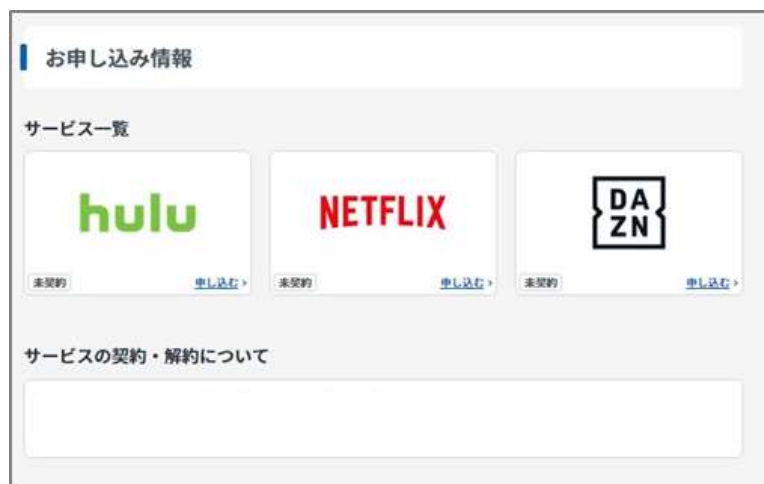 お申し込み情報
サービス一覧
hulu
NETFLIX
DA
ZN
未契約
申し込む›
未契約
申し込む›
未契約
申し込む›
サービスの契約・解約について